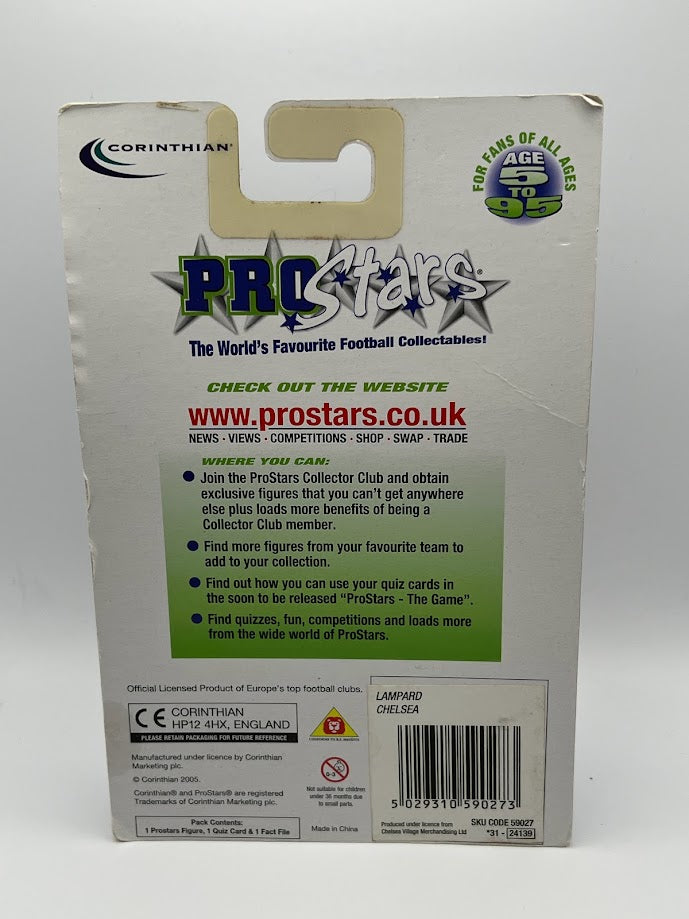 CORINTHIAN®
FOR FANS OF ALL AGES
AGE
5
TO
95
PROStars®
The World's Favourite Football Collectables!
CHECK OUT THE WEBSITE
www.prostars.co.uk
NEWS · VIEWS · COMPETITIONS · SHOP · SWAP · TRADE
WHERE YOU CAN:
● Join the ProStars Collector Club and obtain
exclusive figures that you can't get anywhere
else plus loads more benefits of being a
Collector Club member.
● Find more figures from your favourite team to
add to your collection.
● Find out how you can use your quiz cards in
the soon to be released "ProStars - The Game".
● Find quizzes, fun, competitions and loads more
from the wide world of ProStars.
Official Licensed Product of Europe's top football clubs.
CE CORINTHIAN
HP12 4HX, ENGLAND
PLEASE RETAIN PACKAGING FOR FUTURE REFERENCE
Manufactured under licence by Corinthian
Marketing plc.
© Corinthian 2005.
Corinthian® and ProStars® are registered
Trademarks of Corinthian Marketing plc.
Pack Contents:
1 Prostars Figure, 1 Quiz Card & 1 Fact File
0-3
Not suitable for children
under 36 months due
to small parts.
Made in China
LAMPARD
CHELSEA
5 029310 590273
Produced under licence from
Chelsea Village Merchandising Ltd
SKU CODE 59027
*31 - 24139